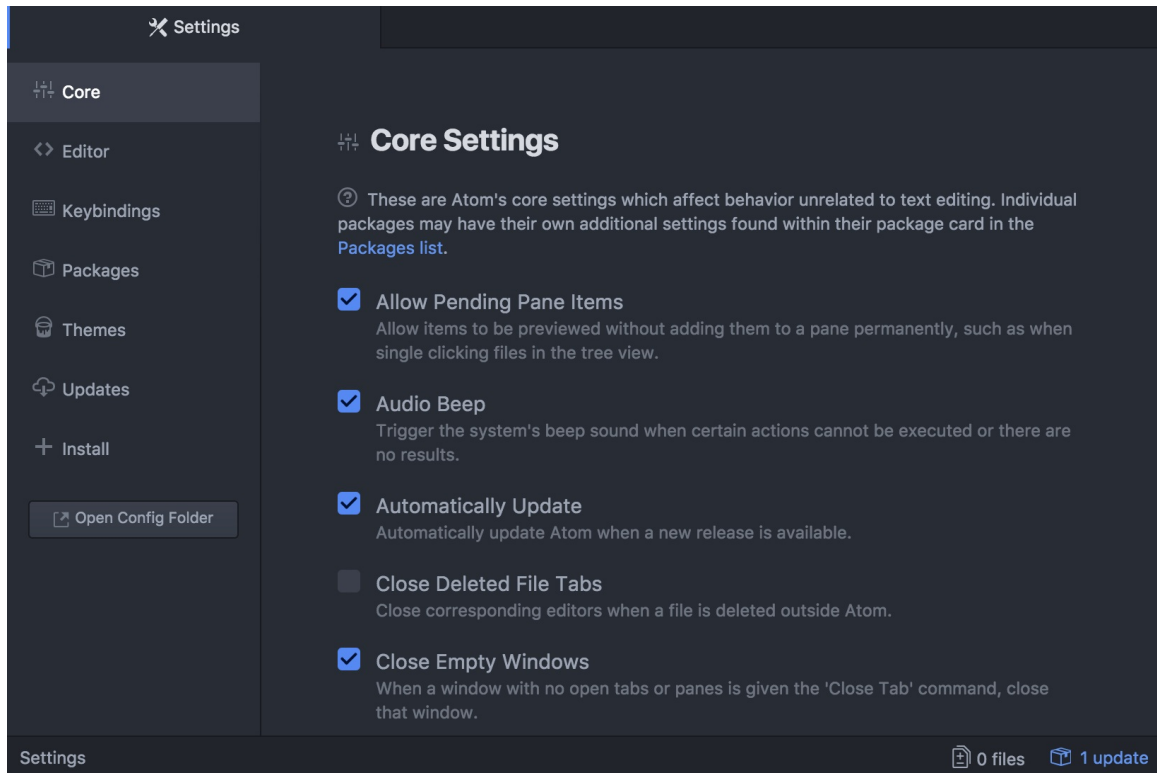 Settings
Core
Editor
Keybindings
Packages
Themes
Updates
Install
Open Config Folder
Core Settings
These are Atom's core settings which affect behavior unrelated to text editing. Individual
packages may have their own additional settings found within their package card in the
Packages list.
Allow Pending Pane Items
Allow items to be previewed without adding them to a pane permanently, such as when
single clicking files in the tree view.
Audio Beep
Trigger the system's beep sound when certain actions cannot be executed or there are
no results.
Automatically Update
Automatically update Atom when a new release is available.
Close Deleted File Tabs
Close corresponding editors when a file is deleted outside Atom.
Close Empty Windows
When a window with no open tabs or panes is given the 'Close Tab' command, close
that window.
Settings
0 files
1 update